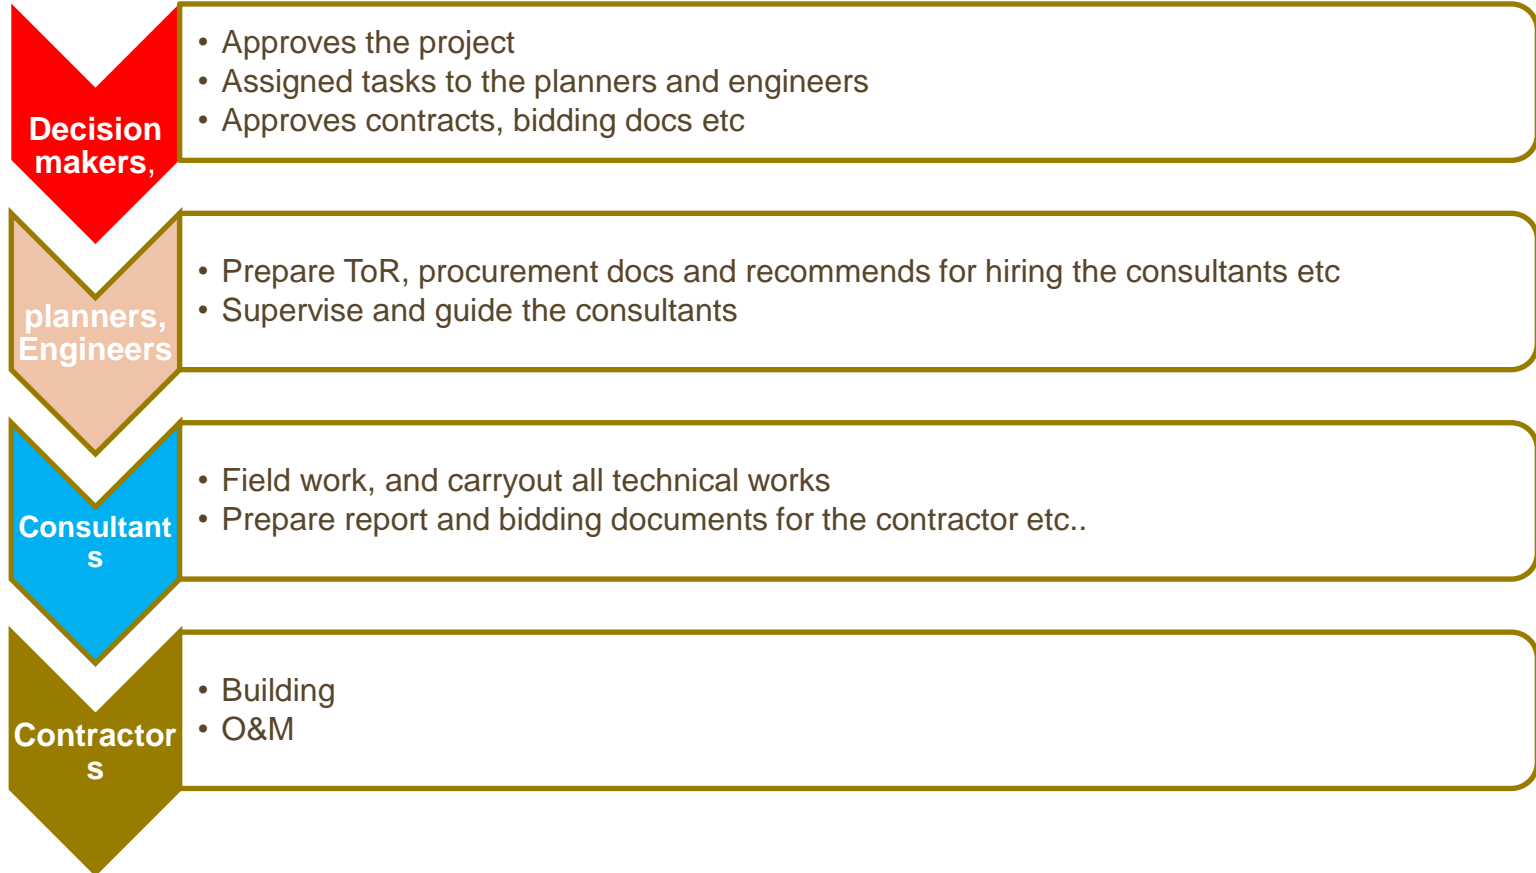 Decision
makers,
• Approves the project
• Assigned tasks to the planners and engineers
• Approves contracts, bidding docs etc
planners,
Engineers
• Prepare ToR, procurement docs and recommends for hiring the consultants etc
• Supervise and guide the consultants
Consultant
s
• Field work, and carryout all technical works
• Prepare report and bidding documents for the contractor etc..
Contractor
s
• Building
• O&M